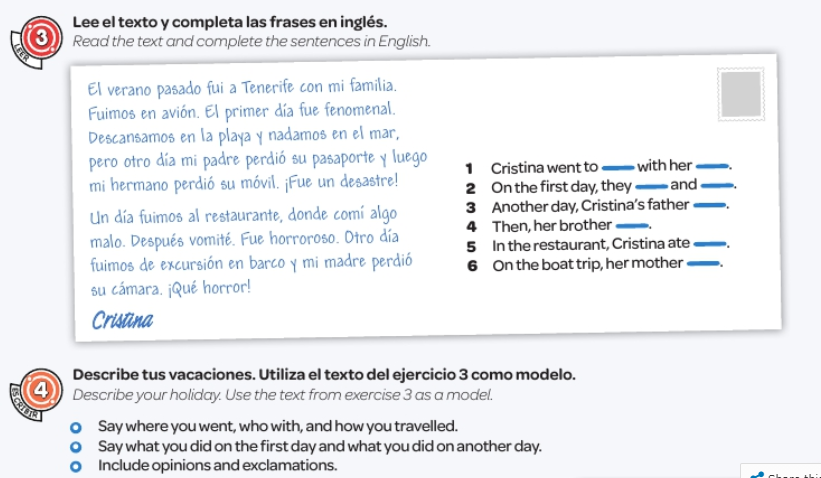 3
LEER
Lee el texto y completa las frases en inglés.
Read the text and complete the sentences in English.
El verano pasado fui a Tenerife con mi familia.
Fuimos en avión. El primer día fue fenomenal.
Descansamos en la playa y nadamos en el mar,
pero otro día mi padre perdió su pasaporte y luego
mi hermano perdió su móvil. ¡Fue un desastre!
Un día fuimos al restaurante, donde comí algo
malo. Después vomité. Fue horroroso. Otro día
fuimos de excursión en barco y mi madre perdió
su cámara. ¡Qué horror!
Cristina
1 Cristina went to ___ with her ___.
2 On the first day, they ___ and ___.
3 Another day, Cristina's father ___.
4 Then, her brother ___.
5 In the restaurant, Cristina ate ___.
6 On the boat trip, her mother ___.
4
ESCRIBIR
Describe tus vacaciones. Utiliza el texto del ejercicio 3 como modelo.
Describe your holiday. Use the text from exercise 3 as a model.
Say where you went, who with, and how you travelled.
Say what you did on the first day and what you did on another day.
Include opinions and exclamations.